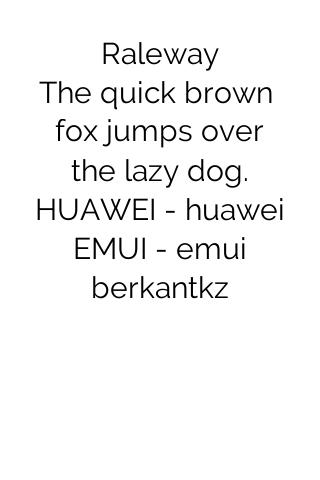 Raleway
The quick brown
fox jumps over
the lazy dog.
HUAWEI - huawei
EMUI - emui
berkantkz